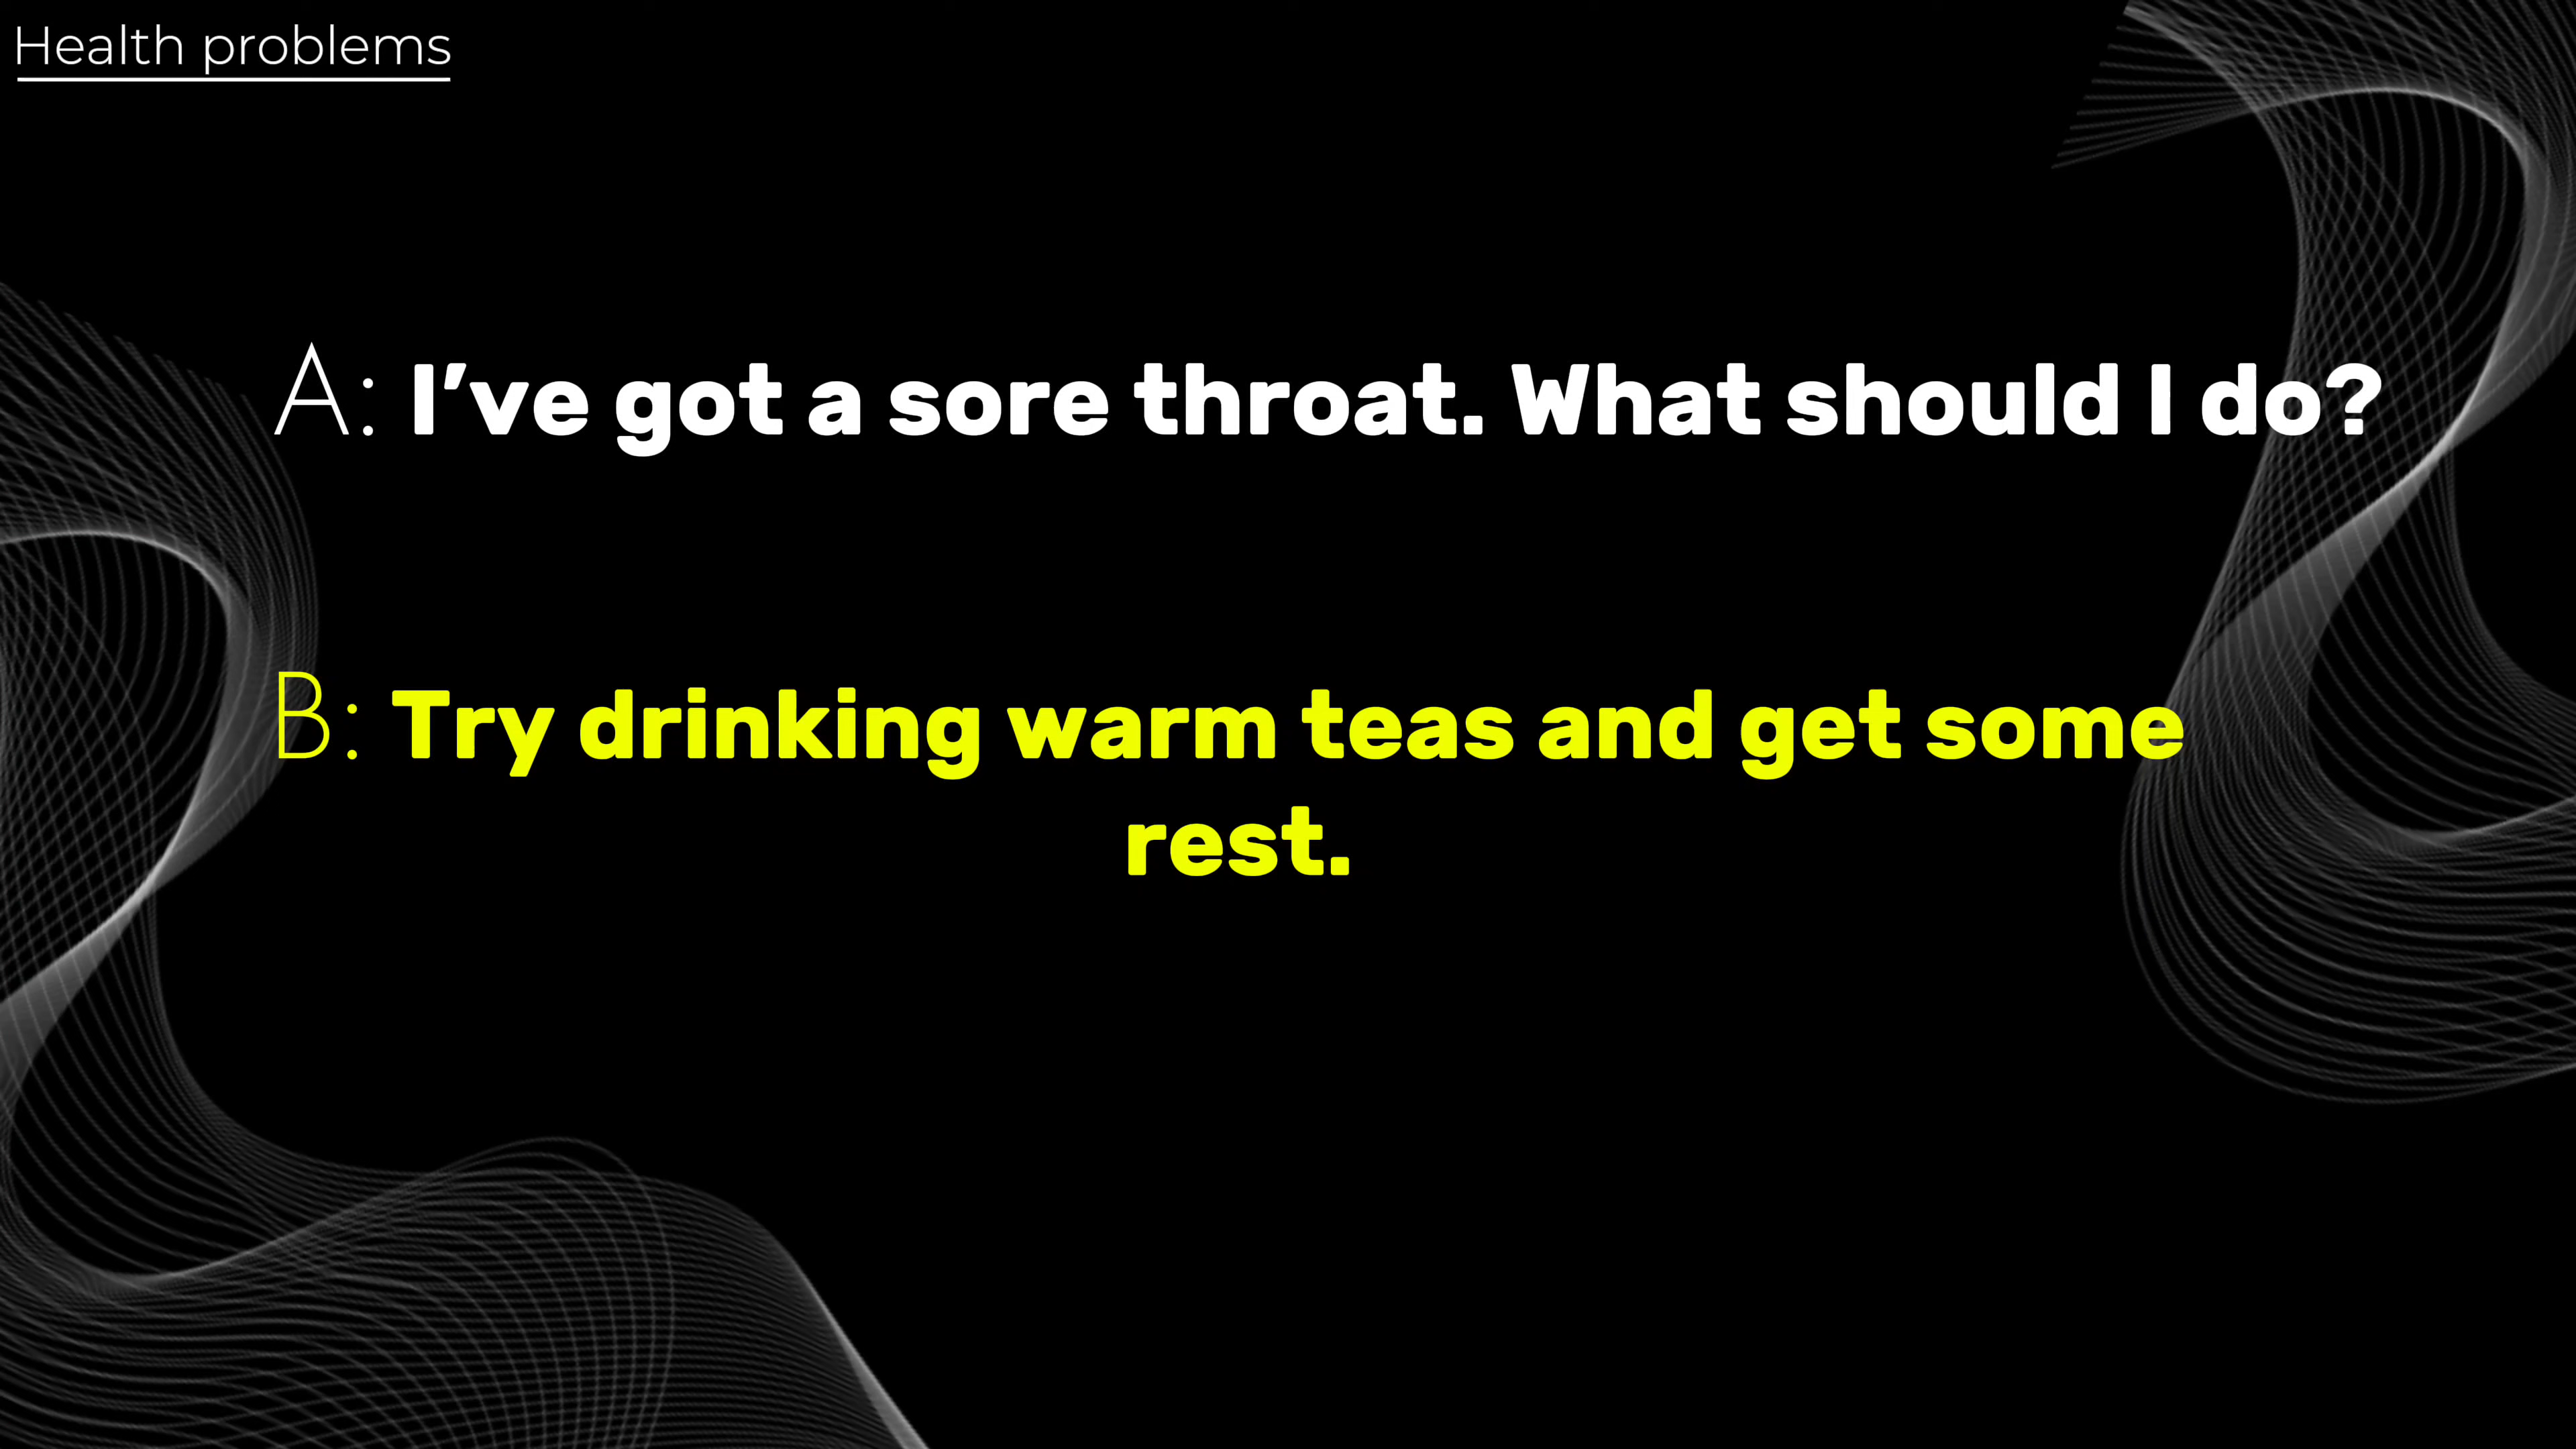 Health problems
A: I’ve got a sore throat. What should I do?
B: Try drinking warm teas and get some
rest.